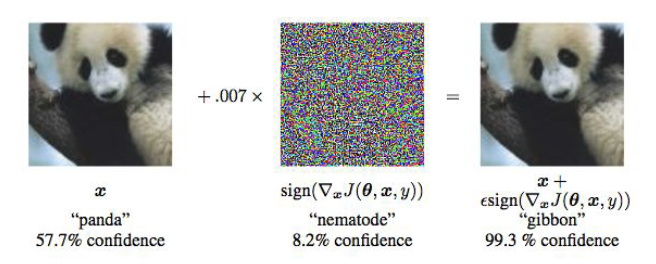 + .007 ×
=
x
sign(∇ₓJ(θ, x, y))
x +
ϵsign(∇ₓJ(θ, x, y))
“panda”
“nematode”
“gibbon”
57.7% confidence
8.2% confidence
99.3 % confidence